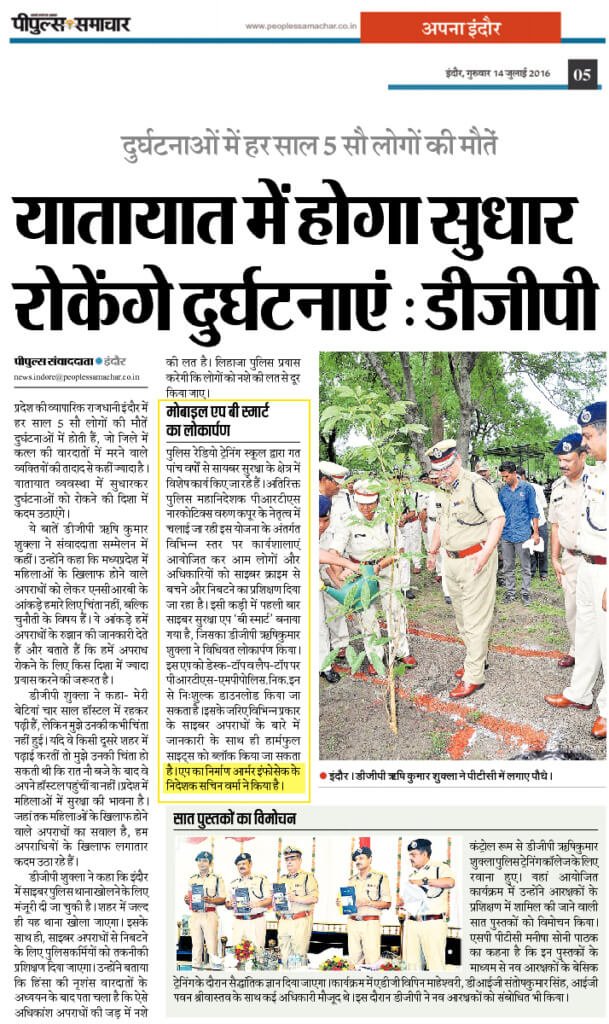 पीपुल्स समाचार
www.peoplessamachar.co.in
अपना इंदौर
इंदौर, गुरुवार 14 जुलाई 2016
05
दुर्घटनाओं में हर साल 5 सौ लोगों की मौतें
यातायात में होगा सुधार
रोकेंगे दुर्घटनाएं : डीजीपी
पीपुल्स संवाददाता ● इंदौर
news.indore@peoplessamachar.co.in
प्रदेश की व्यापारिक राजधानी इंदौर में
हर साल 5 सौ लोगों की मौतें
दुर्घटनाओं में होती हैं, जो जिले में
कत्ल की वारदातों में मरने वाले
व्यक्तियों की तादाद से कहीं ज्यादा है।
यातायात व्यवस्था में सुधारकर
दुर्घटनाओं को रोकने की दिशा में
कदम उठाएंगे।
ये बातें डीजीपी ऋषि कुमार
शुक्ला ने संवाददाता सम्मेलन में
कहीं। उन्होंने कहा कि मध्यप्रदेश में
महिलाओं के खिलाफ होने वाले
अपराधों को लेकर एनसीआरबी के
आंकड़े हमारे लिए चिंता नहीं, बल्कि
चुनौती के विषय हैं। ये आंकड़े हमें
अपराधों के रुझान की जानकारी देते
हैं और बताते हैं कि हमें अपराध
रोकने के लिए किस दिशा में ज्यादा
प्रयास करने की जरूरत है।
डीजीपी शुक्ला ने कहा- मेरी
बेटियां चार साल हॉस्टल में रहकर
पढ़ी हैं, लेकिन मुझे उनकी कभी चिंता
नहीं हुई। यदि वे किसी दूसरे शहर में
पढ़ाई करतीं तो मुझे उनकी चिंता हो
सकती थी कि रात नौ बजे के बाद वे
अपने हॉस्टल पहुंचीं या नहीं। प्रदेश में
महिलाओं में सुरक्षा की भावना है।
जहां तक महिलाओं के खिलाफ होने
वाले अपराधों का सवाल है, हम
अपराधियों के खिलाफ लगातार
कदम उठा रहे हैं।
डीजीपी शुक्ला ने कहा कि इंदौर
में साइबर पुलिस थाना खोलने के लिए
मंजूरी दी जा चुकी है। शहर में जल्द
ही यह थाना खोला जाएगा। इसके
साथ ही, साइबर अपराधों से निबटने
के लिए पुलिसकर्मियों को तकनीकी
प्रशिक्षण दिया जाएगा। उन्होंने बताया
कि हिंसा की नृशंस वारदातों के
अध्ययन के बाद पता चला है कि ऐसे
अधिकांश अपराधों की जड़ में नशे
की लत है। लिहाजा पुलिस प्रयास
करेगी कि लोगों को नशे की लत से दूर
किया जाए।
मोबाइल एप बी स्मार्ट
का लोकार्पण
पुलिस रेडियो ट्रेनिंग स्कूल द्वारा गत
पांच वर्षों से सायबर सुरक्षा के क्षेत्र में
विशेष कार्य किए जा रहे हैं। अतिरिक्त
पुलिस महानिदेशक पीआरटीएस
नारकोटिक्स वरुण कपूर के नेतृत्व में
चलाई जा रही इस योजना के अंतर्गत
विभिन्न स्तर पर कार्यशालाएं
आयोजित कर आम लोगों और
अधिकारियों को साइबर क्राइम से
बचने और निबटने का प्रशिक्षण दिया
जा रहा है। इसी कड़ी में पहली बार
साइबर सुरक्षा एप 'बी स्मार्ट' बनाया
गया है, जिसका डीजीपी ऋषिकुमार
शुक्ला ने विधिवत लोकार्पण किया।
इस एप को डेस्क-टॉप व लैप-टॉप पर
पीआरटीएस-एमपीपोलिस.निक.इन
से निःशुल्क डाउनलोड किया जा
सकता है। इसके जरिए विभिन्न प्रकार
के साइबर अपराधों के बारे में
जानकारी के साथ ही हार्मफुल
साइट्स को ब्लॉक किया जा सकता
है। एप का निर्माण आर्मर इंफोसेक के
निदेशक सचिन वर्मा ने किया है।
● इंदौर। डीजीपी ऋषि कुमार शुक्ला ने पीटीसी में लगाए पौधे।
सात पुस्तकों का विमोचन
कंट्रोल रूम से डीजीपी ऋषिकुमार
शुक्ला पुलिस ट्रेनिंग कॉलेज के लिए
रवाना हुए। वहां आयोजित
कार्यक्रम में उन्होंने आरक्षकों के
प्रशिक्षण में शामिल की जाने वाली
सात पुस्तकों को विमोचन किया।
एसपी पीटीसी मनीषा सोनी पाठक
का कहना है कि इन पुस्तकों के
माध्यम से नव आरक्षकों के बेसिक
ट्रेनिंग के दौरान सैद्धांतिक ज्ञान दिया जाएगा। कार्यक्रम में एडीजी विपिन माहेश्वरी, डीआईजी संतोषकुमार सिंह, आईजी
पवन श्रीवास्तव के साथ कई अधिकारी मौजूद थे। इस दौरान डीजीपी ने नव आरक्षकों को संबोधित भी किया।